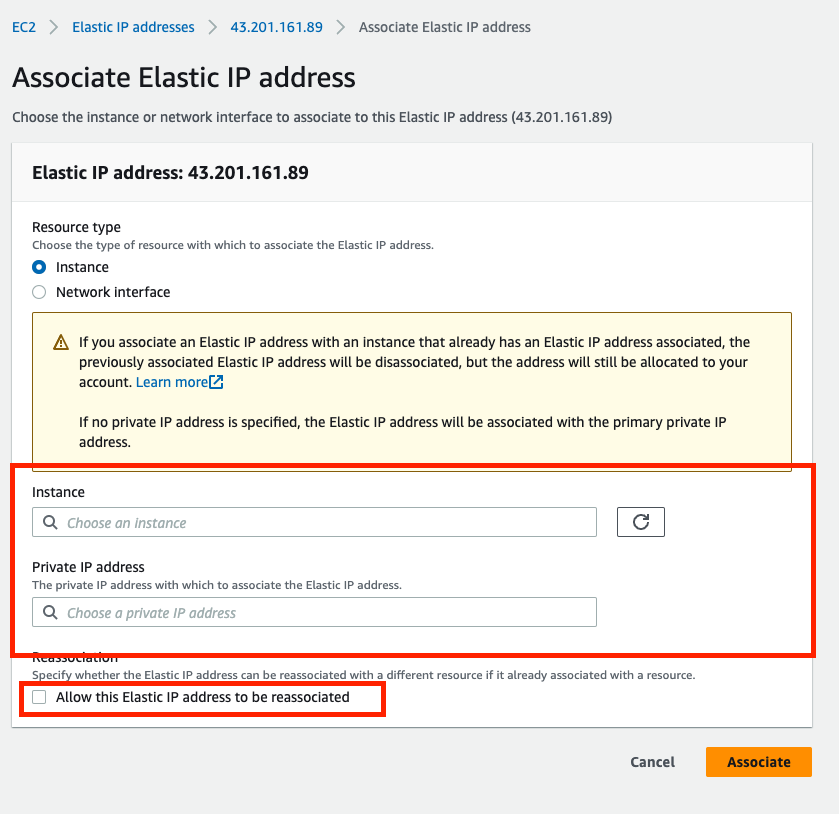 EC2 > Elastic IP addresses > 43.201.161.89 > Associate Elastic IP address
Associate Elastic IP address
Choose the instance or network interface to associate to this Elastic IP address (43.201.161.89)
Elastic IP address: 43.201.161.89
Resource type
Choose the type of resource with which to associate the Elastic IP address.
Instance
Network interface
If you associate an Elastic IP address with an instance that already has an Elastic IP address associated, the
previously associated Elastic IP address will be disassociated, but the address will still be allocated to your
account. Learn more
If no private IP address is specified, the Elastic IP address will be associated with the primary private IP
address.
Instance
Choose an instance
Private IP address
The private IP address with which to associate the Elastic IP address.
Choose a private IP address
Reassociation
Specify whether the Elastic IP address can be reassociated with a different resource if it already associated with a resource.
Allow this Elastic IP address to be reassociated
Cancel
Associate